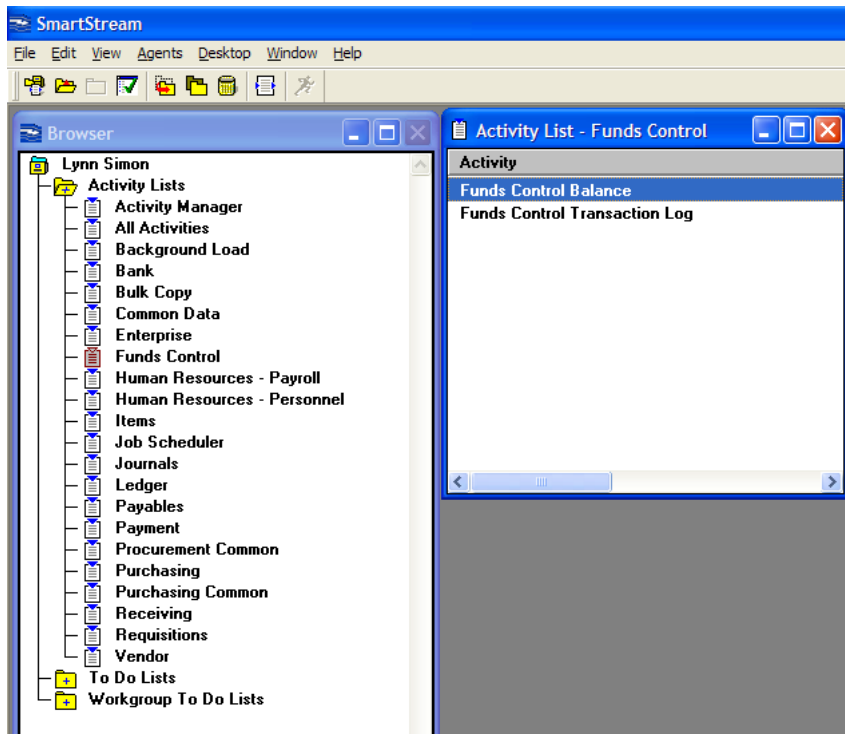 SmartStream
File Edit View Agents Desktop Window Help
Browser
Lynn Simon
Activity Lists
Activity Manager
All Activities
Background Load
Bank
Bulk Copy
Common Data
Enterprise
Funds Control
Human Resources - Payroll
Human Resources - Personnel
Items
Job Scheduler
Journals
Ledger
Payables
Payment
Procurement Common
Purchasing
Purchasing Common
Receiving
Requisitions
Vendor
To Do Lists
Workgroup To Do Lists
Activity List - Funds Control
Activity
Funds Control Balance
Funds Control Transaction Log